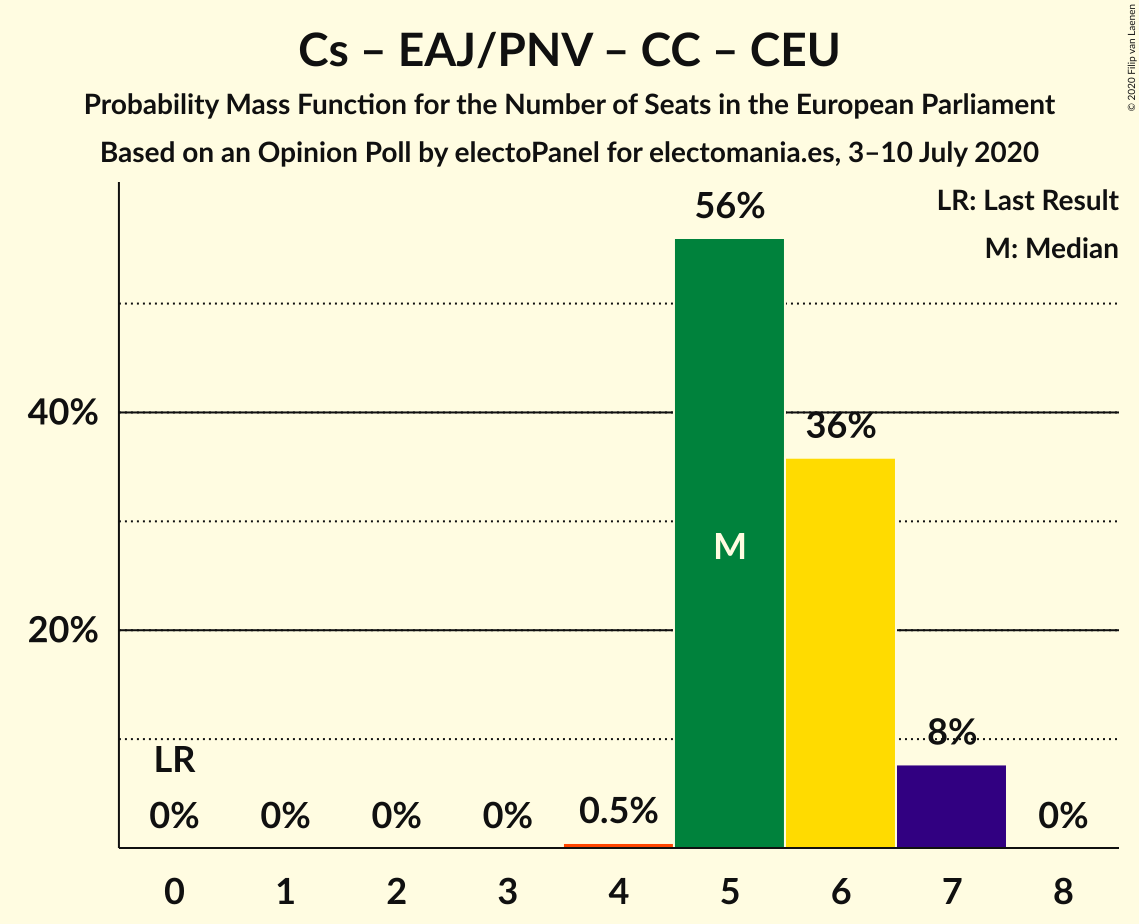 Cs – EAJ/PNV – CC – CEU
Probability Mass Function for the Number of Seats in the European Parliament
Based on an Opinion Poll by electoPanel for electomania.es, 3–10 July 2020
© 2020 Filip van Laenen
LR: Last Result
M: Median
56%
40%
36%
M
20%
8%
LR
0% 0% 0% 0% 0.5% 0%
0 1 2 3 4 5 6 7 8